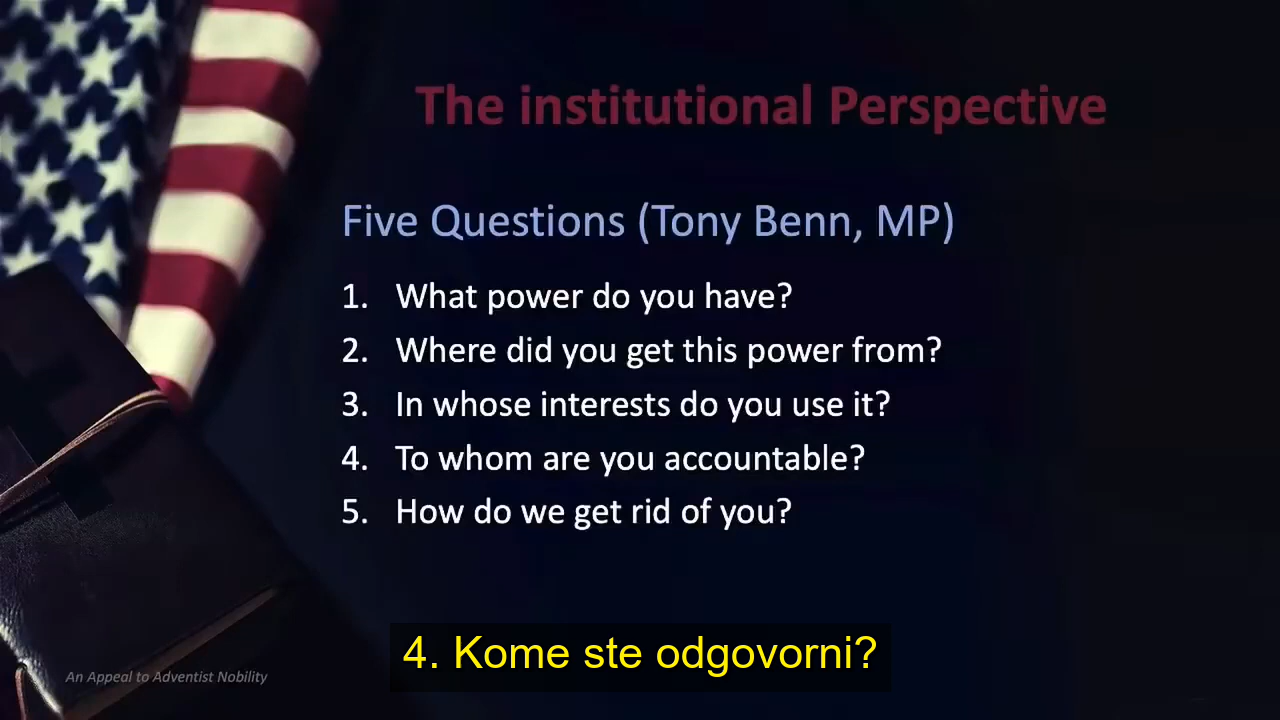 The institutional Perspective
Five Questions (Tony Benn, MP)
1. What power do you have?
2. Where did you get this power from?
3. In whose interests do you use it?
4. To whom are you accountable?
5. How do we get rid of you?
4. Kome ste odgovorni?
An Appeal to Adventist Nobility